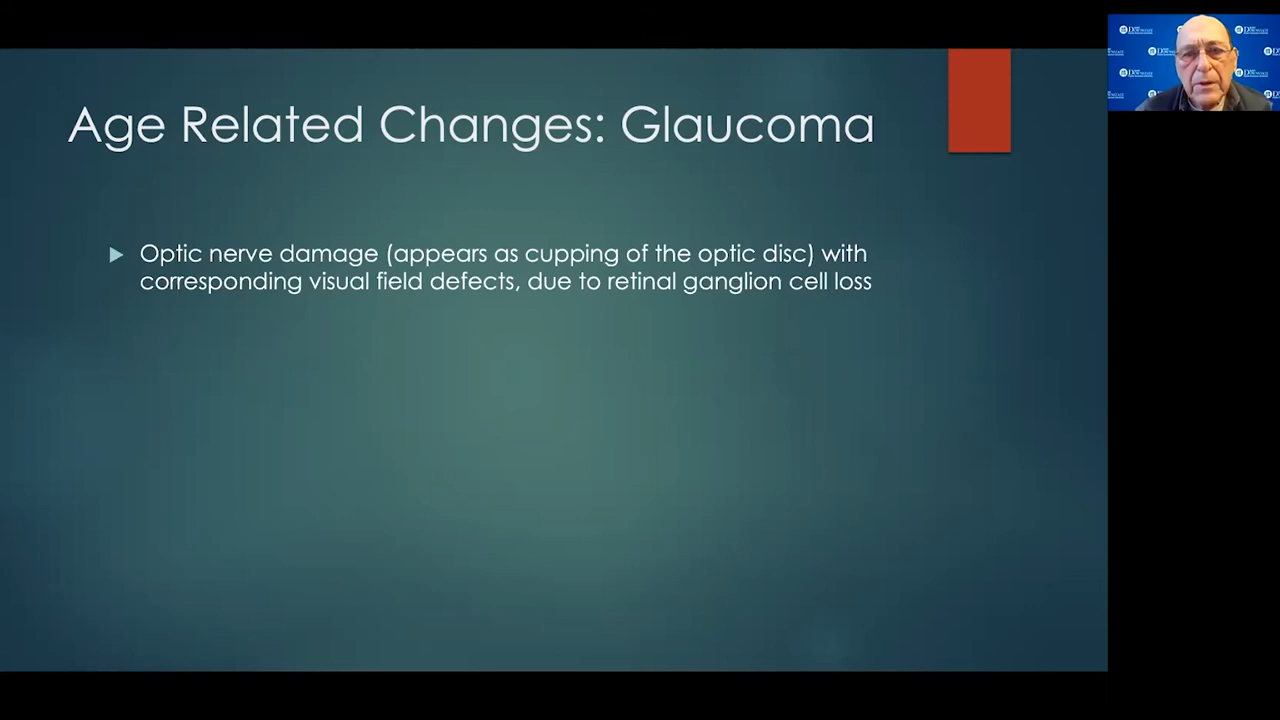 Age Related Changes: Glaucoma
Optic nerve damage (appears as cupping of the optic disc) with
corresponding visual field defects, due to retinal ganglion cell loss